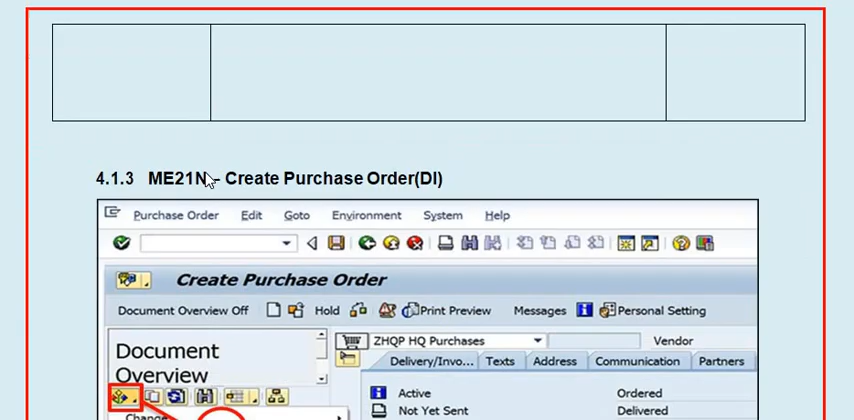 4.1.3 ME21N - Create Purchase Order(DI)
Purchase Order Edit Goto Environment System Help
Create Purchase Order
Document Overview Off Hold Print Preview Messages Personal Setting
ZHQP HQ Purchases Vendor
Document
Overview
Delivery/Invo... Texts Address Communication Partners
Active Ordered
Not Yet Sent Delivered
Change